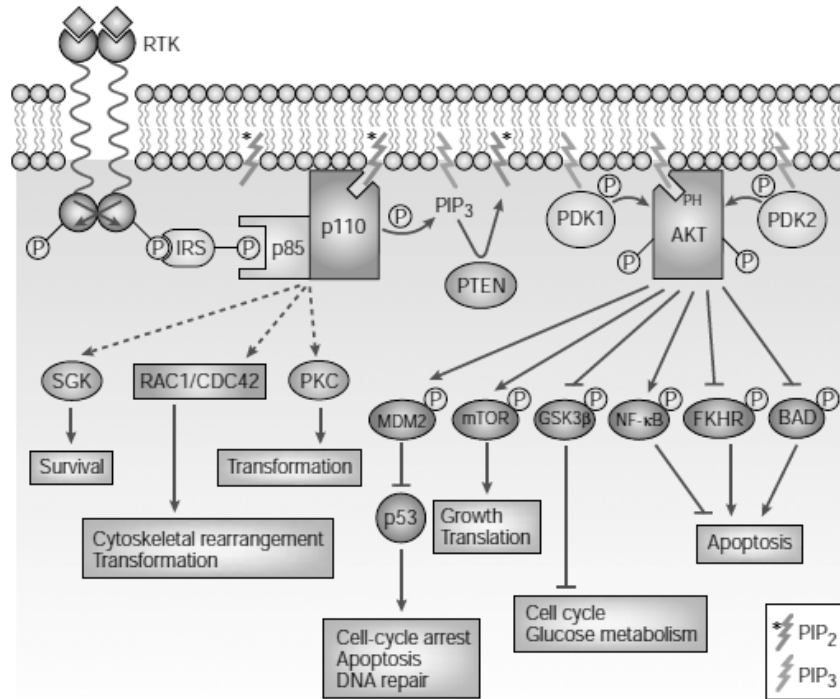 RTK
*
*
*
P
P
IRS
P
p85
p110
P
PIP3
PTEN
PDK1
P
PH
AKT
P
PDK2
P
P
SGK
RAC1/CDC42
PKC
MDM2
P
mTOR
P
GSK3β
P
NF-κB
P
FKHR
P
BAD
P
Survival
Transformation
Cytoskeletal rearrangement
Transformation
p53
Growth
Translation
Apoptosis
Cell-cycle arrest
Apoptosis
DNA repair
Cell cycle
Glucose metabolism
* PIP2
PIP3